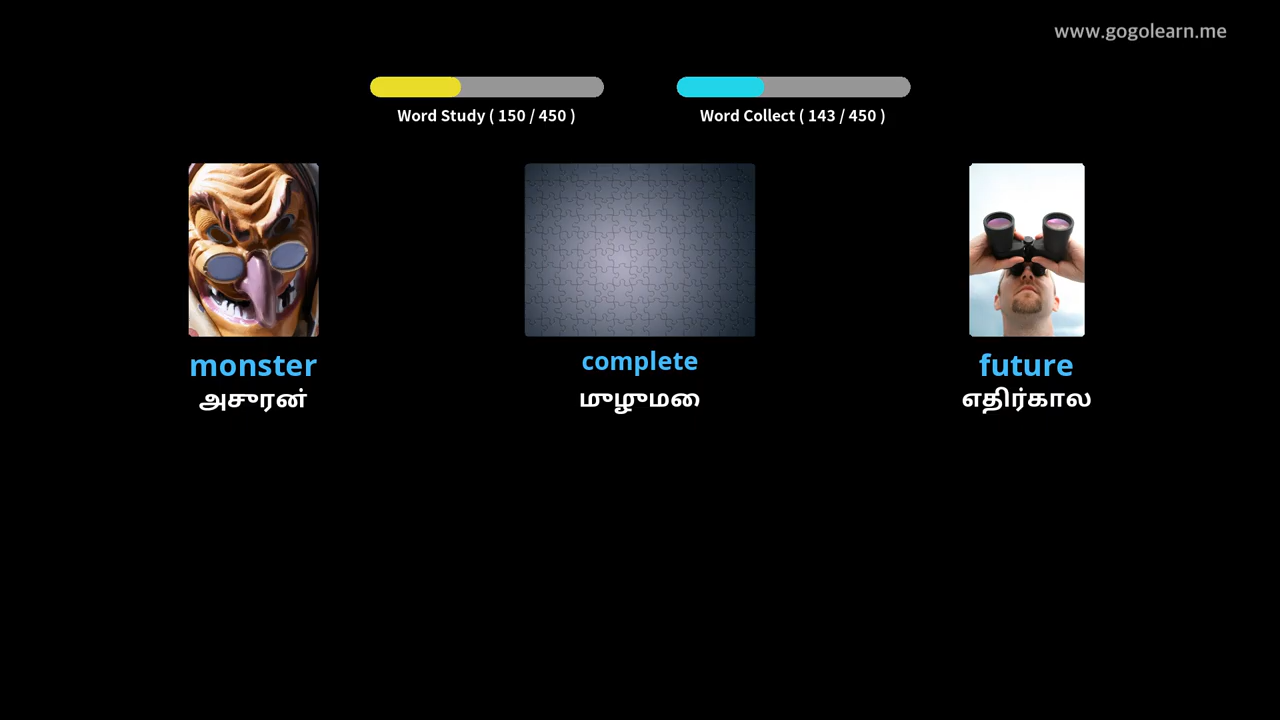 www.gogolearn.me
Word Study ( 150 / 450 )
Word Collect ( 143 / 450 )
monster
அசுரன்
complete
முழுமை
future
எதிர்கால